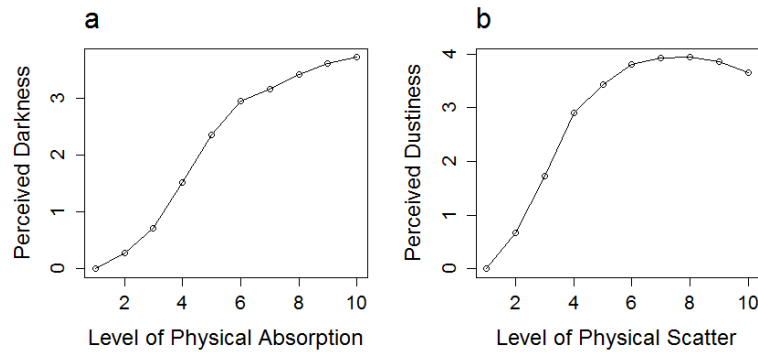 a
Perceived Darkness
3
2
1
0
2 4 6 8 10
Level of Physical Absorption
b
Perceived Dustiness
4
3
2
1
0
2 4 6 8 10
Level of Physical Scatter